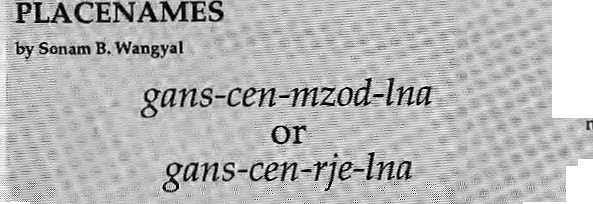 PLACENAMES
by Sonam B. Wangyal
gans-cen-mzod-lna
or
gans-cen-rje-lna